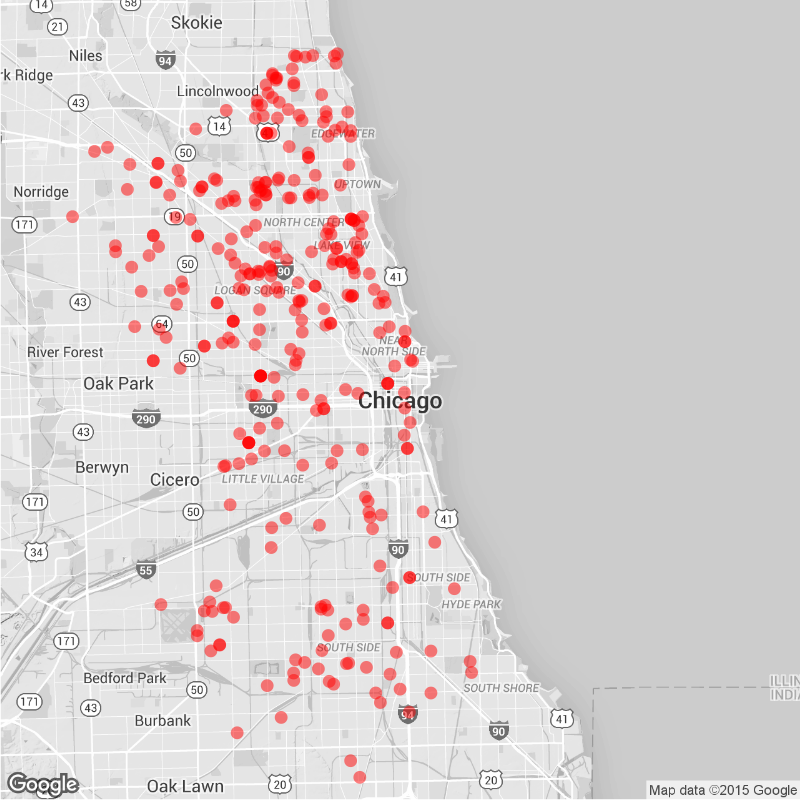 14
58
Skokie
21
Niles
94
rk Ridge
Lincolnwood
43
14
EDGEWATER
50
Norridge
UPTOWN
171
19
NORTH CENTER
LAKE VIEW
50
90
41
LOGAN SQUARE
43
64
NEAR
NORTH SIDE
River Forest
50
Oak Park
290
Chicago
290
43
Berwyn
Cicero
LITTLE VILLAGE
171
50
41
34
90
55
SOUTH SIDE
HYDE PARK
171
SOUTH SIDE
Bedford Park
50
SOUTH SHORE
ILLIN
INDIA
171
43
94
41
Burbank
90
Google
Oak Lawn
20
20
Map data ©2015 Google